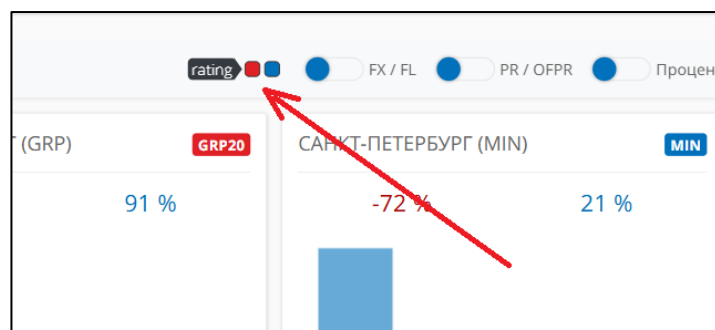 rating FX / FL PR / OFPR Процен
Г (GRP) GRP20 САНКТ-ПЕТЕРБУРГ (MIN) MIN
91 % -72 % 21 %